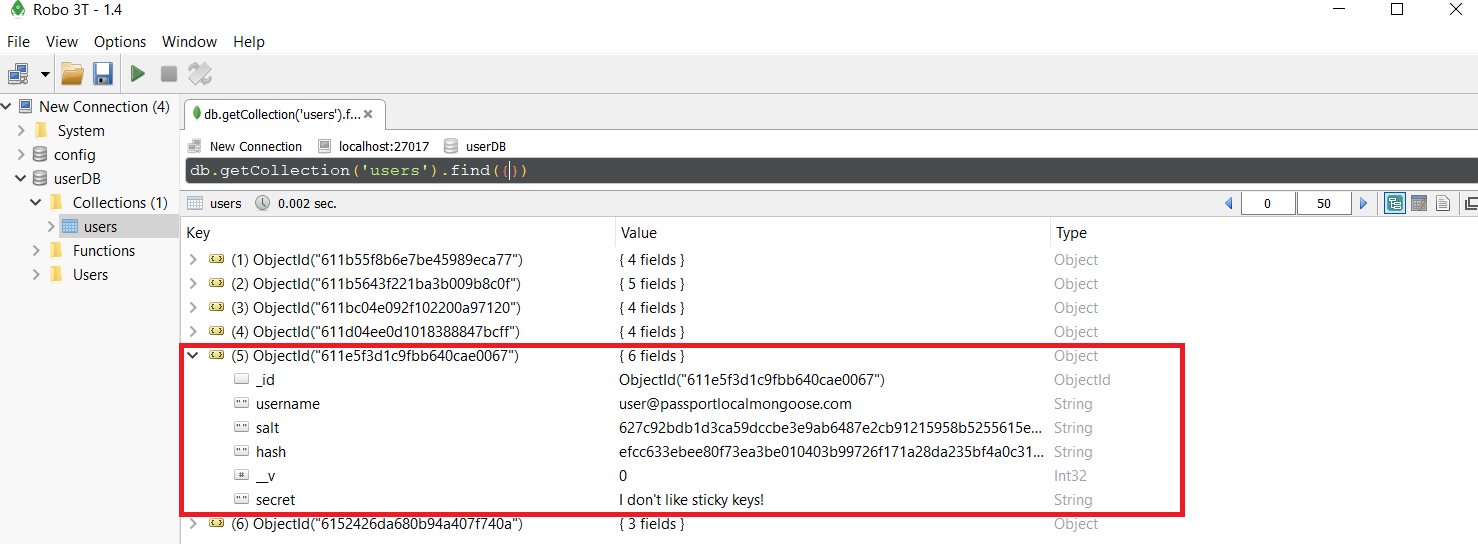 Robo 3T - 1.4
File View Options Window Help
New Connection (4)
System
config
userDB
Collections (1)
users
Functions
Users
db.getCollection('users').f...
New Connection localhost:27017 userDB
db.getCollection('users').find({})
users 0.002 sec. 0 50
Key Value Type
(1) ObjectId("611b55f8b6e7be45989eca77") { 4 fields } Object
(2) ObjectId("611b5643f221ba3b009b8c0f") { 5 fields } Object
(3) ObjectId("611bc04e092f102200a97120") { 4 fields } Object
(4) ObjectId("611d04ee0d1018388847bcff") { 4 fields } Object
(5) ObjectId("611e5f3d1c9fbb640cae0067") { 6 fields } Object
_id ObjectId("611e5f3d1c9fbb640cae0067") ObjectId
username user@passportlocalmongoose.com String
salt 627c92bdb1d3ca59dccbe3e9ab6487e2cb91215958b5255615e... String
hash efcc633ebee80f73ea3be010403b99726f171a28da235bf4a0c31... String
__v 0 Int32
secret I don't like sticky keys! String
(6) ObjectId("6152426da680b94a407f740a") { 3 fields } Object